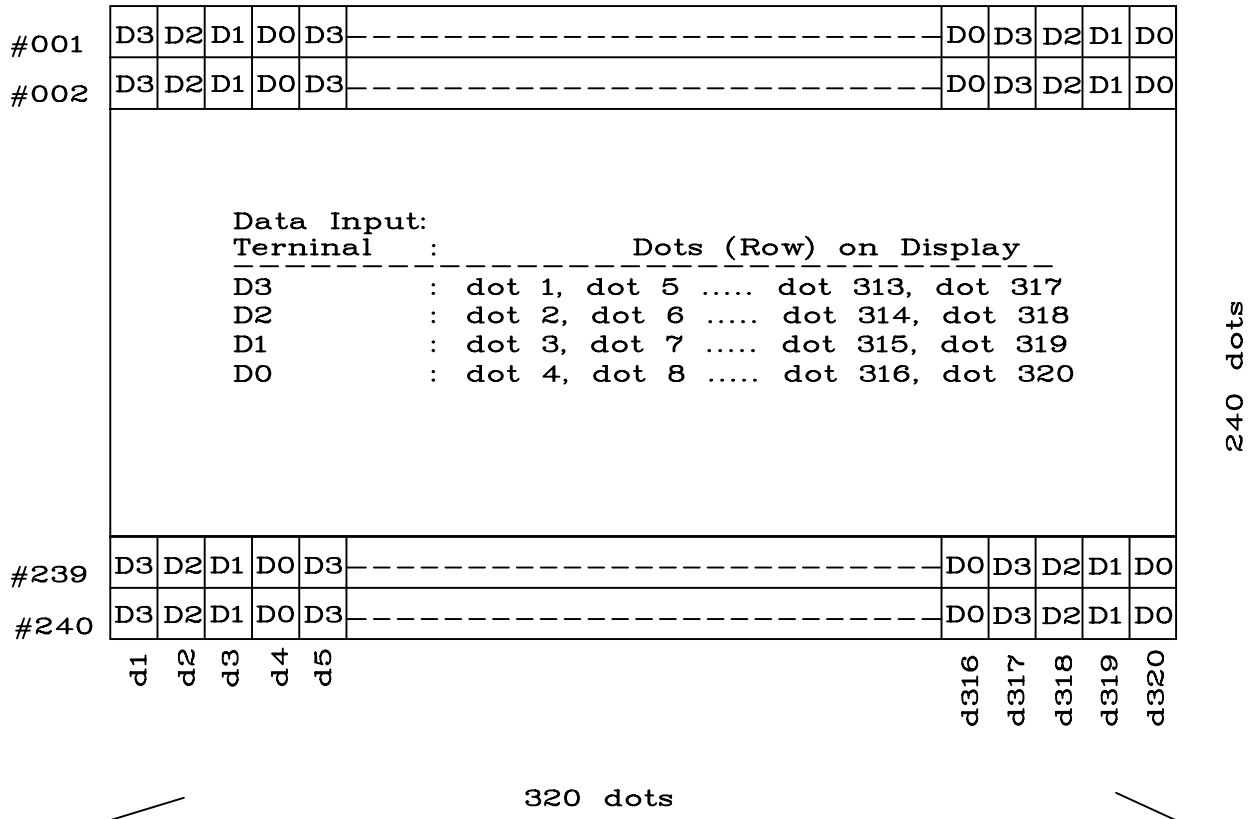 #001 D3 D2 D1 D0 D3 D0 D3 D2 D1 D0
#002 D3 D2 D1 D0 D3 D0 D3 D2 D1 D0
Data Input:
Terninal : Dots (Row) on Display
D3 : dot 1, dot 5 ..... dot 313, dot 317
D2 : dot 2, dot 6 ..... dot 314, dot 318
D1 : dot 3, dot 7 ..... dot 315, dot 319
D0 : dot 4, dot 8 ..... dot 316, dot 320
240 dots
#239 D3 D2 D1 D0 D3 D0 D3 D2 D1 D0
#240 D3 D2 D1 D0 D3 D0 D3 D2 D1 D0
d1 d2 d3 d4 d5 d316 d317 d318 d319 d320
320 dots